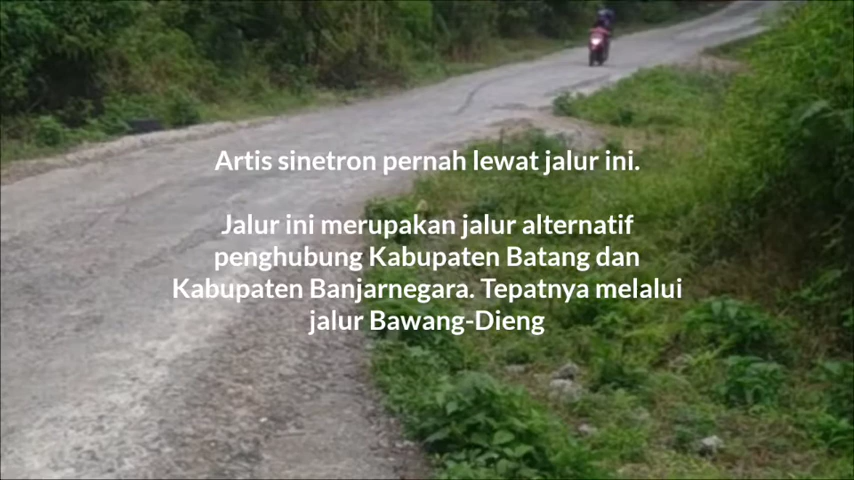 Artis sinetron pernah lewat jalur ini.
Jalur ini merupakan jalur alternatif
penghubung Kabupaten Batang dan
Kabupaten Banjarnegara. Tepatnya melalui
jalur Bawang-Dieng